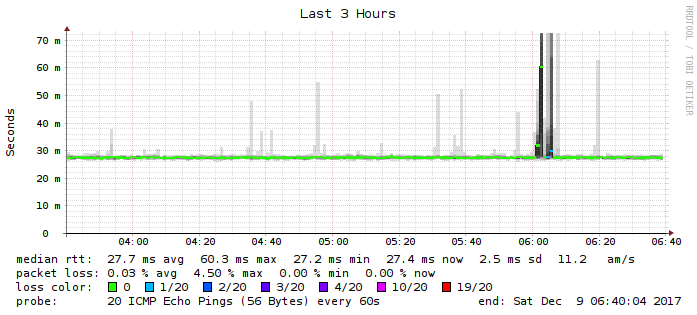 Last 3 Hours
RRDTOOL / TOBI OETIKER
Seconds
70 m
60 m
50 m
40 m
30 m
20 m
10 m
0
04:00 04:20 04:40 05:00 05:20 05:40 06:00 06:20 06:40
median rtt: 27.7 ms avg 60.3 ms max 27.2 ms min 27.4 ms now 2.5 ms sd 11.2 am/s
packet loss: 0.03 % avg 4.50 % max 0.00 % min 0.00 % now
loss color: 0 1/20 2/20 3/20 4/20 10/20 19/20
probe: 20 ICMP Echo Pings (56 Bytes) every 60s end: Sat Dec 9 06:40:04 2017